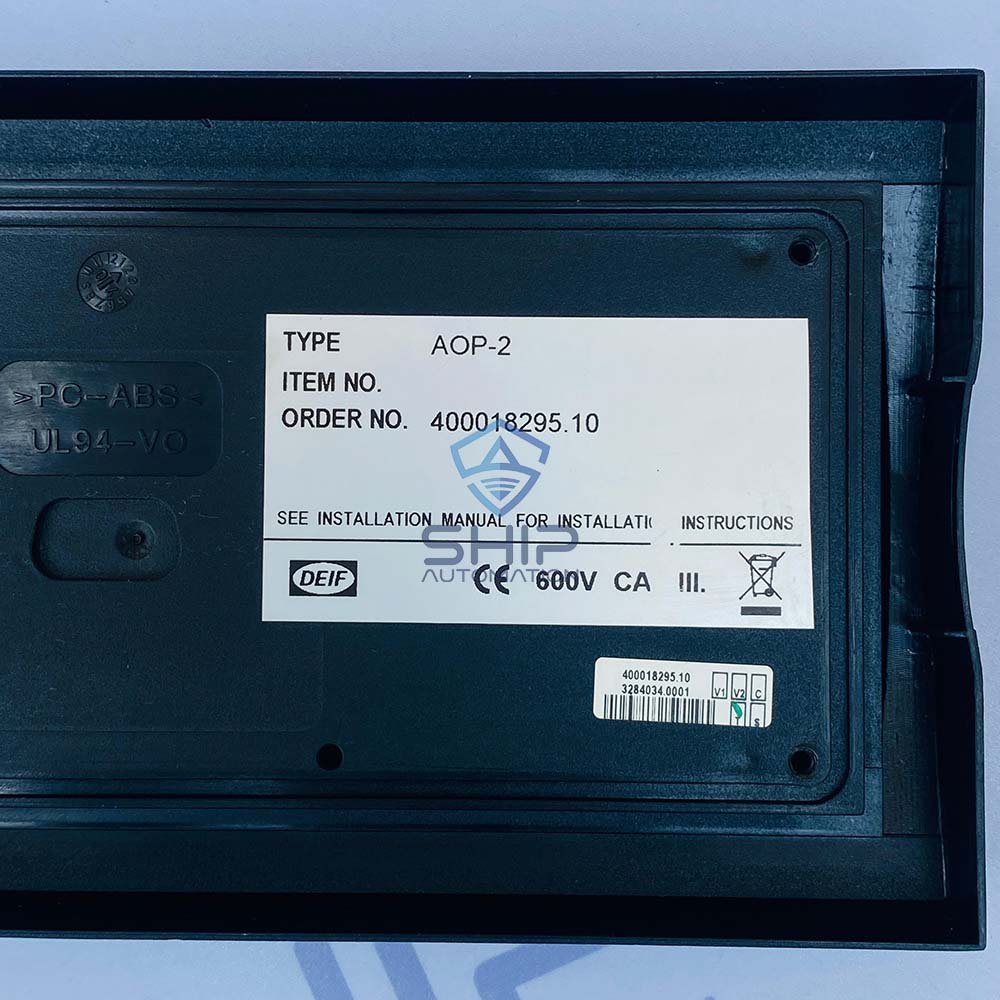 TYPE AOP-2
ITEM NO.
ORDER NO. 400018295.10
>PC-ABS<
UL94-VO
SEE INSTALLATION MANUAL FOR INSTALLATI INSTRUCTIONS
SHIP
AUTOMATION
DEIF CE 600V CA III.
400018295.10
3284034.0001
V1 V2 C
T S